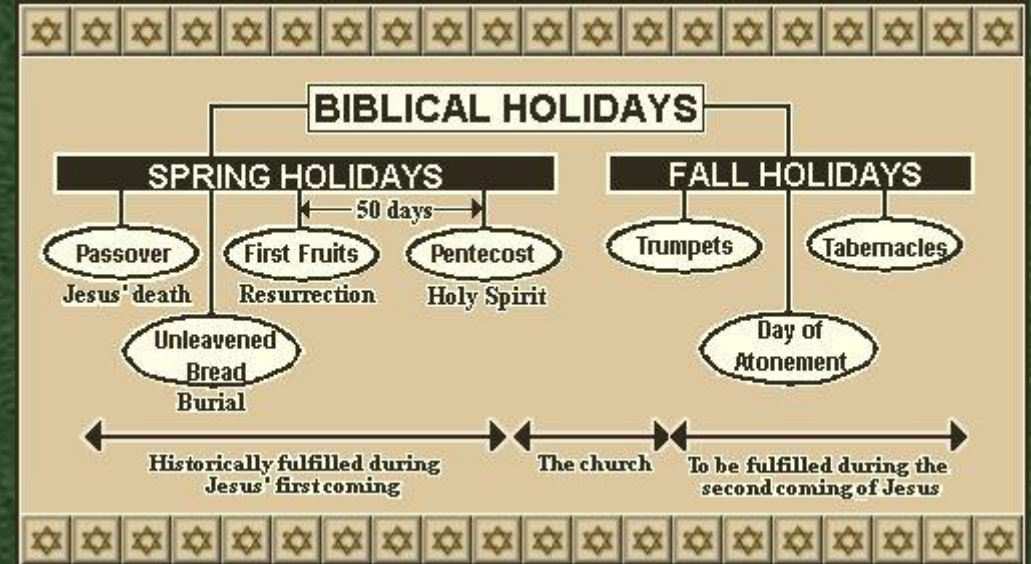 BIBLICAL HOLIDAYS
SPRING HOLIDAYS
FALL HOLIDAYS
50 days
Passover
Jesus' death
First Fruits
Resurrection
Pentecost
Holy Spirit
Trumpets
Tabernacles
Unleavened
Bread
Burial
Day of
Atonement
Historically fulfilled during
Jesus' first coming
The church
To be fulfilled during the
second coming of Jesus